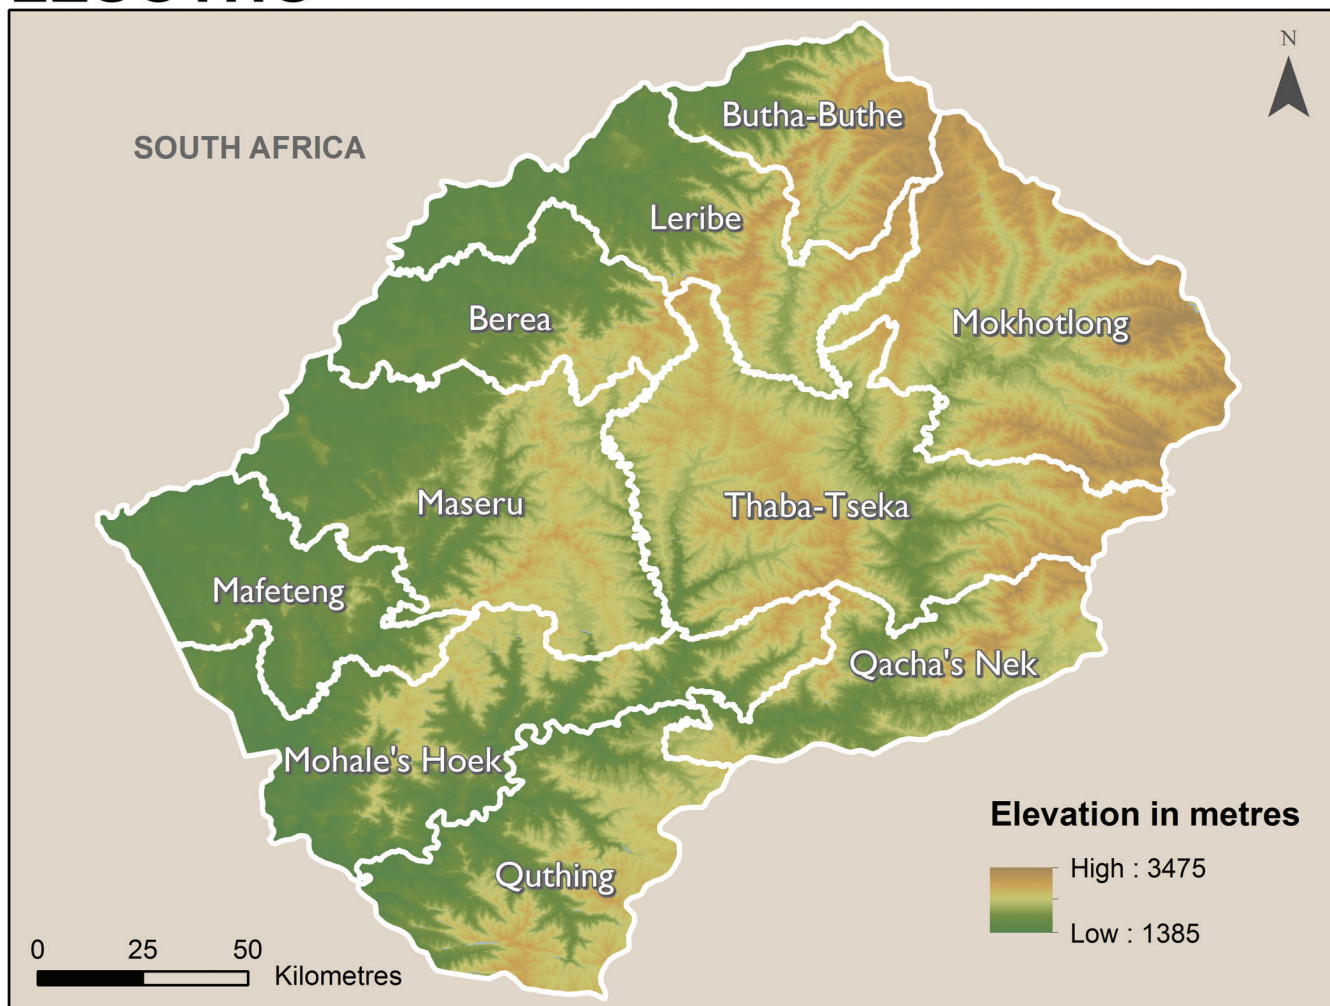 N
SOUTH AFRICA
Butha-Buthe
Leribe
Berea
Mokhotlong
Maseru
Thaba-Tseka
Mafeteng
Qacha's Nek
Mohale's Hoek
Quthing
Elevation in metres
High : 3475
Low : 1385
0 25 50
Kilometres